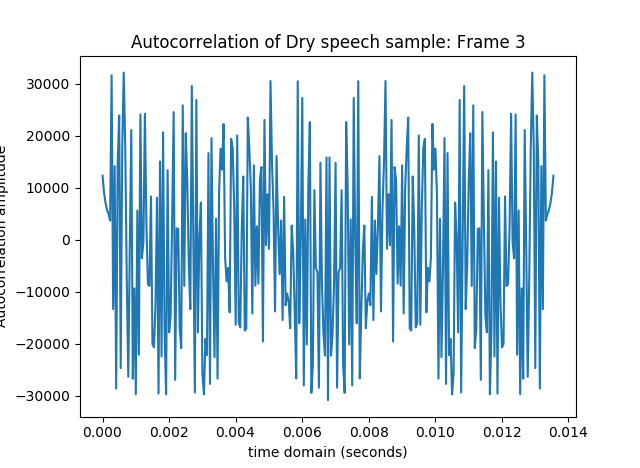 Autocorrelation of Dry speech sample: Frame 3
Autocorrelation amplitude
30000
20000
10000
0
−10000
−20000
−30000
0.000 0.002 0.004 0.006 0.008 0.010 0.012 0.014
time domain (seconds)